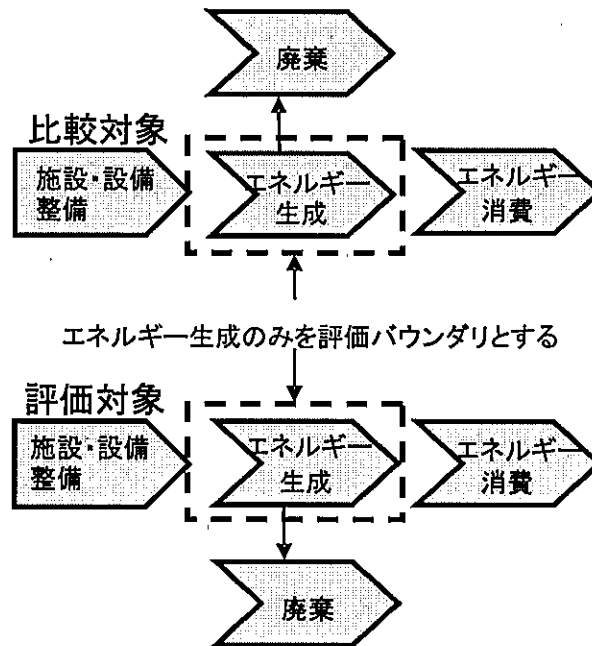 廃棄
比較対象
施設・設備
整備
エネルギー
生成
エネルギー
消費
エネルギー生成のみを評価バウンダリとする
評価対象
施設・設備
整備
エネルギー
生成
エネルギー
消費
廃棄